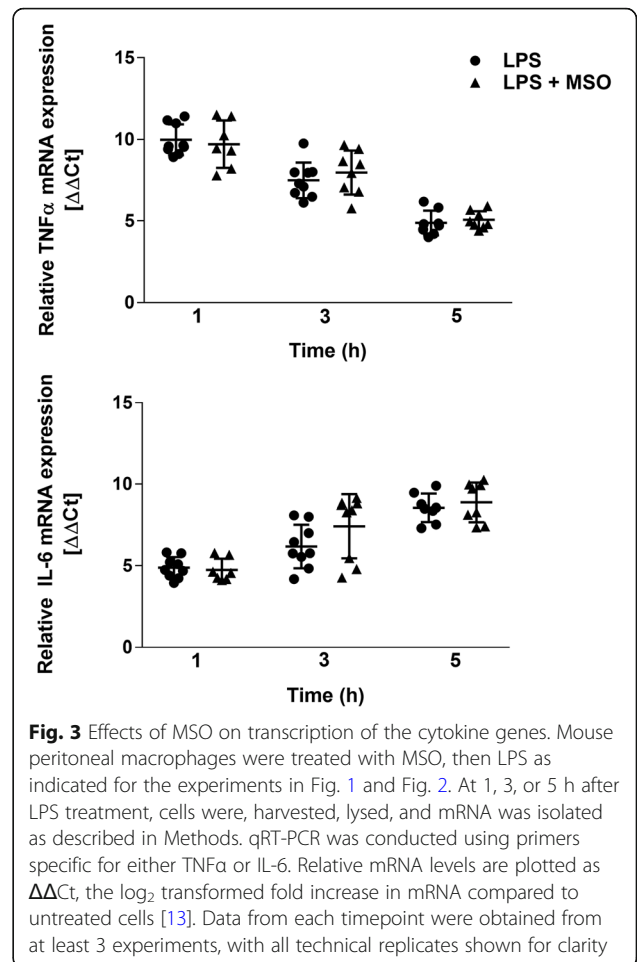 15
● LPS
▲ LPS + MSO
10
5
0
Relative TNFα mRNA expression
[ΔΔCt]
1 3 5
Time (h)
15
10
5
0
Relative IL-6 mRNA expression
[ΔΔCt]
1 3 5
Time (h)
Fig. 3 Effects of MSO on transcription of the cytokine genes. Mouse
peritoneal macrophages were treated with MSO, then LPS as
indicated for the experiments in Fig. 1 and Fig. 2. At 1, 3, or 5 h after
LPS treatment, cells were, harvested, lysed, and mRNA was isolated
as described in Methods. qRT-PCR was conducted using primers
specific for either TNFα or IL-6. Relative mRNA levels are plotted as
ΔΔCt, the log₂ transformed fold increase in mRNA compared to
untreated cells [13]. Data from each timepoint were obtained from
at least 3 experiments, with all technical replicates shown for clarity